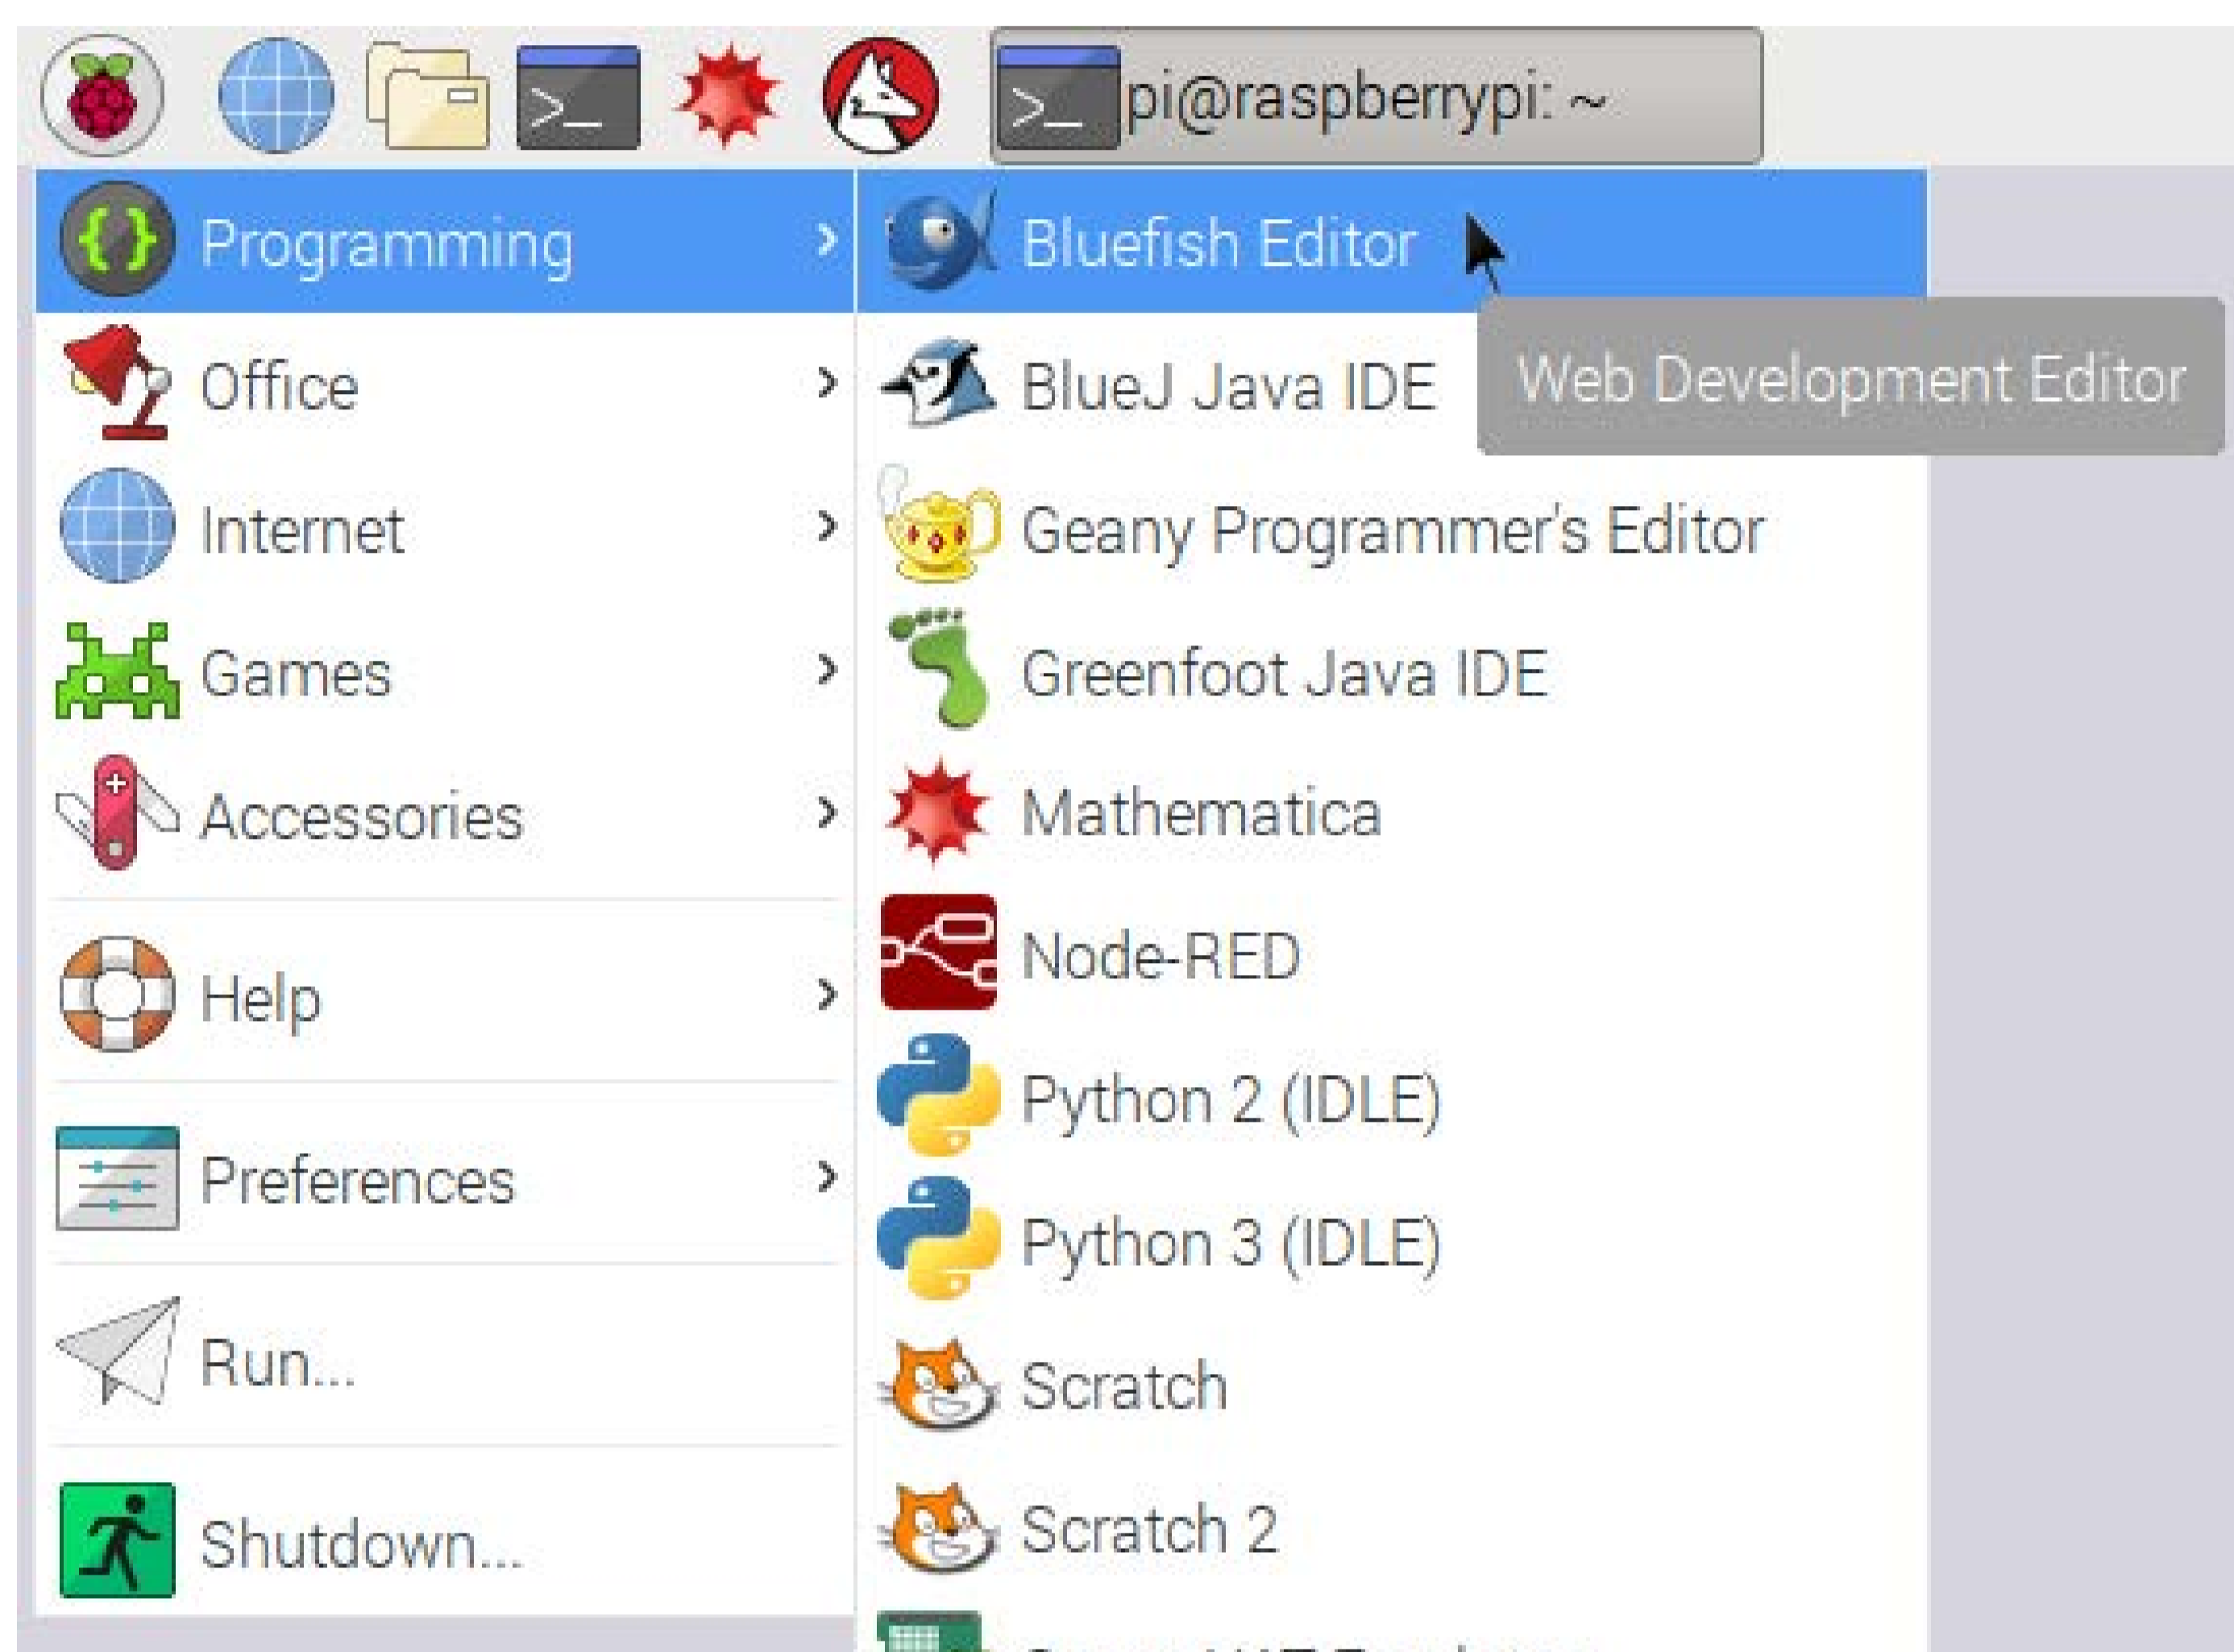 pi@raspberrypi: ~
Programming
Office
Internet
Games
Accessories
Help
Preferences
Run...
Shutdown...
Bluefish Editor
Web Development Editor
BlueJ Java IDE
Geany Programmer's Editor
Greenfoot Java IDE
Mathematica
Node-RED
Python 2 (IDLE)
Python 3 (IDLE)
Scratch
Scratch 2